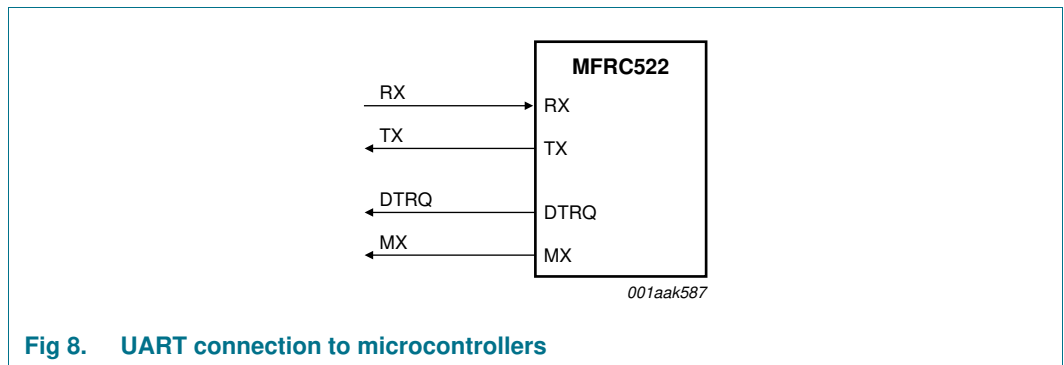 MFRC522
RX RX
TX TX
DTRQ DTRQ
MX MX
001aak587
Fig 8. UART connection to microcontrollers